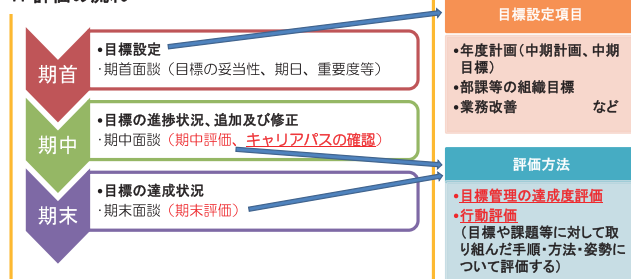 期首
•目標設定
・期首面談（目標の妥当性、期日、重要度等）
期中
•目標の進捗状況、追加及び修正
・期中面談（期中評価、キャリアパスの確認）
期末
•目標の達成状況
・期末面談（期末評価）
目標設定項目
•年度計画（中期計画、中期
目標）
•部課等の組織目標
•業務改善　　　　など
評価方法
•目標管理の達成度評価
•行動評価
（目標や課題等に対して取
り組んだ手順・方法・姿勢に
ついて評価する）